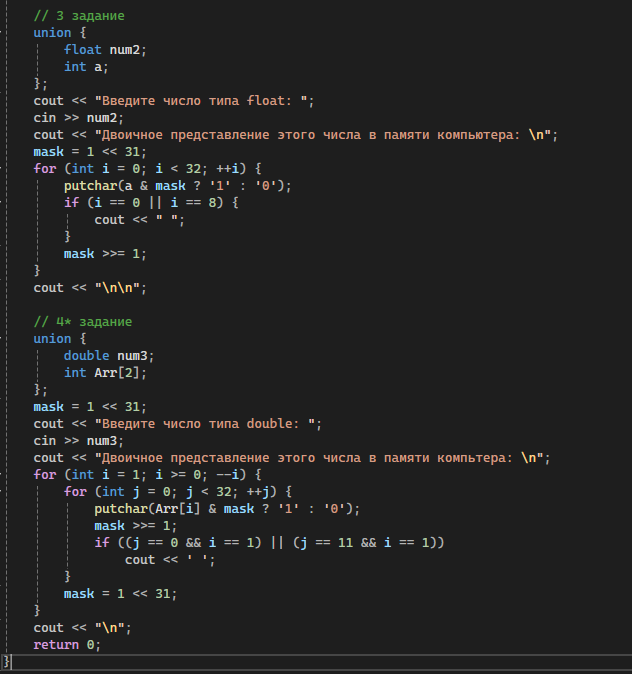 // 3 задание
union {
    float num2;
    int a;
};
cout << "Введите число типа float: ";
cin >> num2;
cout << "Двоичное представление этого числа в памяти компьютера: \n";
mask = 1 << 31;
for (int i = 0; i < 32; ++i) {
    putchar(a & mask ? '1' : '0');
    if (i == 0 || i == 8) {
        cout << " ";
    }
    mask >>= 1;
}
cout << "\n\n";

// 4* задание
union {
    double num3;
    int Arr[2];
};
mask = 1 << 31;
cout << "Введите число типа double: ";
cin >> num3;
cout << "Двоичное представление этого числа в памяти компьтера: \n";
for (int i = 1; i >= 0; --i) {
    for (int j = 0; j < 32; ++j) {
        putchar(Arr[i] & mask ? '1' : '0');
        mask >>= 1;
        if ((j == 0 && i == 1) || (j == 11 && i == 1))
            cout << ' ';
    }
    mask = 1 << 31;
}
cout << "\n";
return 0;
}